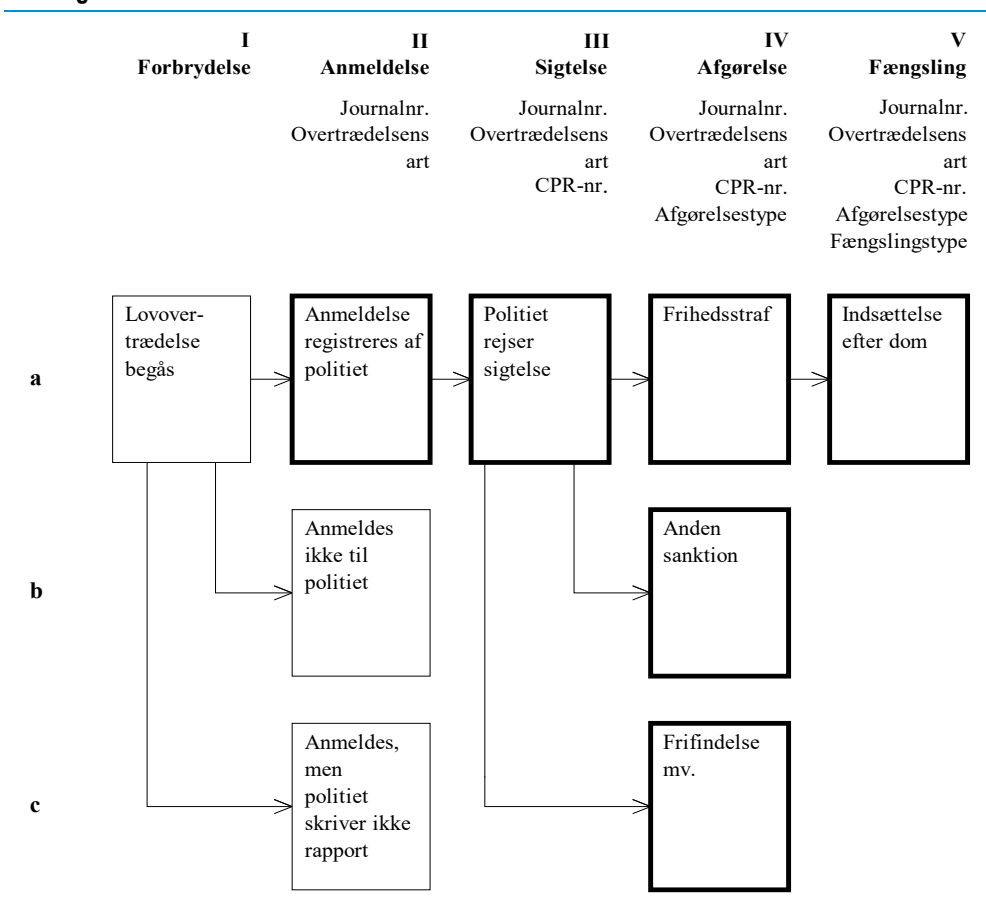 I
Forbrydelse
II
Anmeldelse
Journalnr.
Overtrædelsens
art
III
Sigtelse
Journalnr.
Overtrædelsens
art
CPR-nr.
IV
Afgørelse
Journalnr.
Overtrædelsens
art
CPR-nr.
Afgørelsestype
V
Fængsling
Journalnr.
Overtrædelsens
art
CPR-nr.
Afgørelsestype
Fængslingstype
a
Lovover-
trædelse
begås
Anmeldelse
registreres af
politiet
Politiet
rejser
sigtelse
Frihedsstraf
Indsættelse
efter dom
b
Anmeldes
ikke til
politiet
Anden
sanktion
c
Anmeldes,
men
politiet
skriver ikke
rapport
Frifindelse
mv.